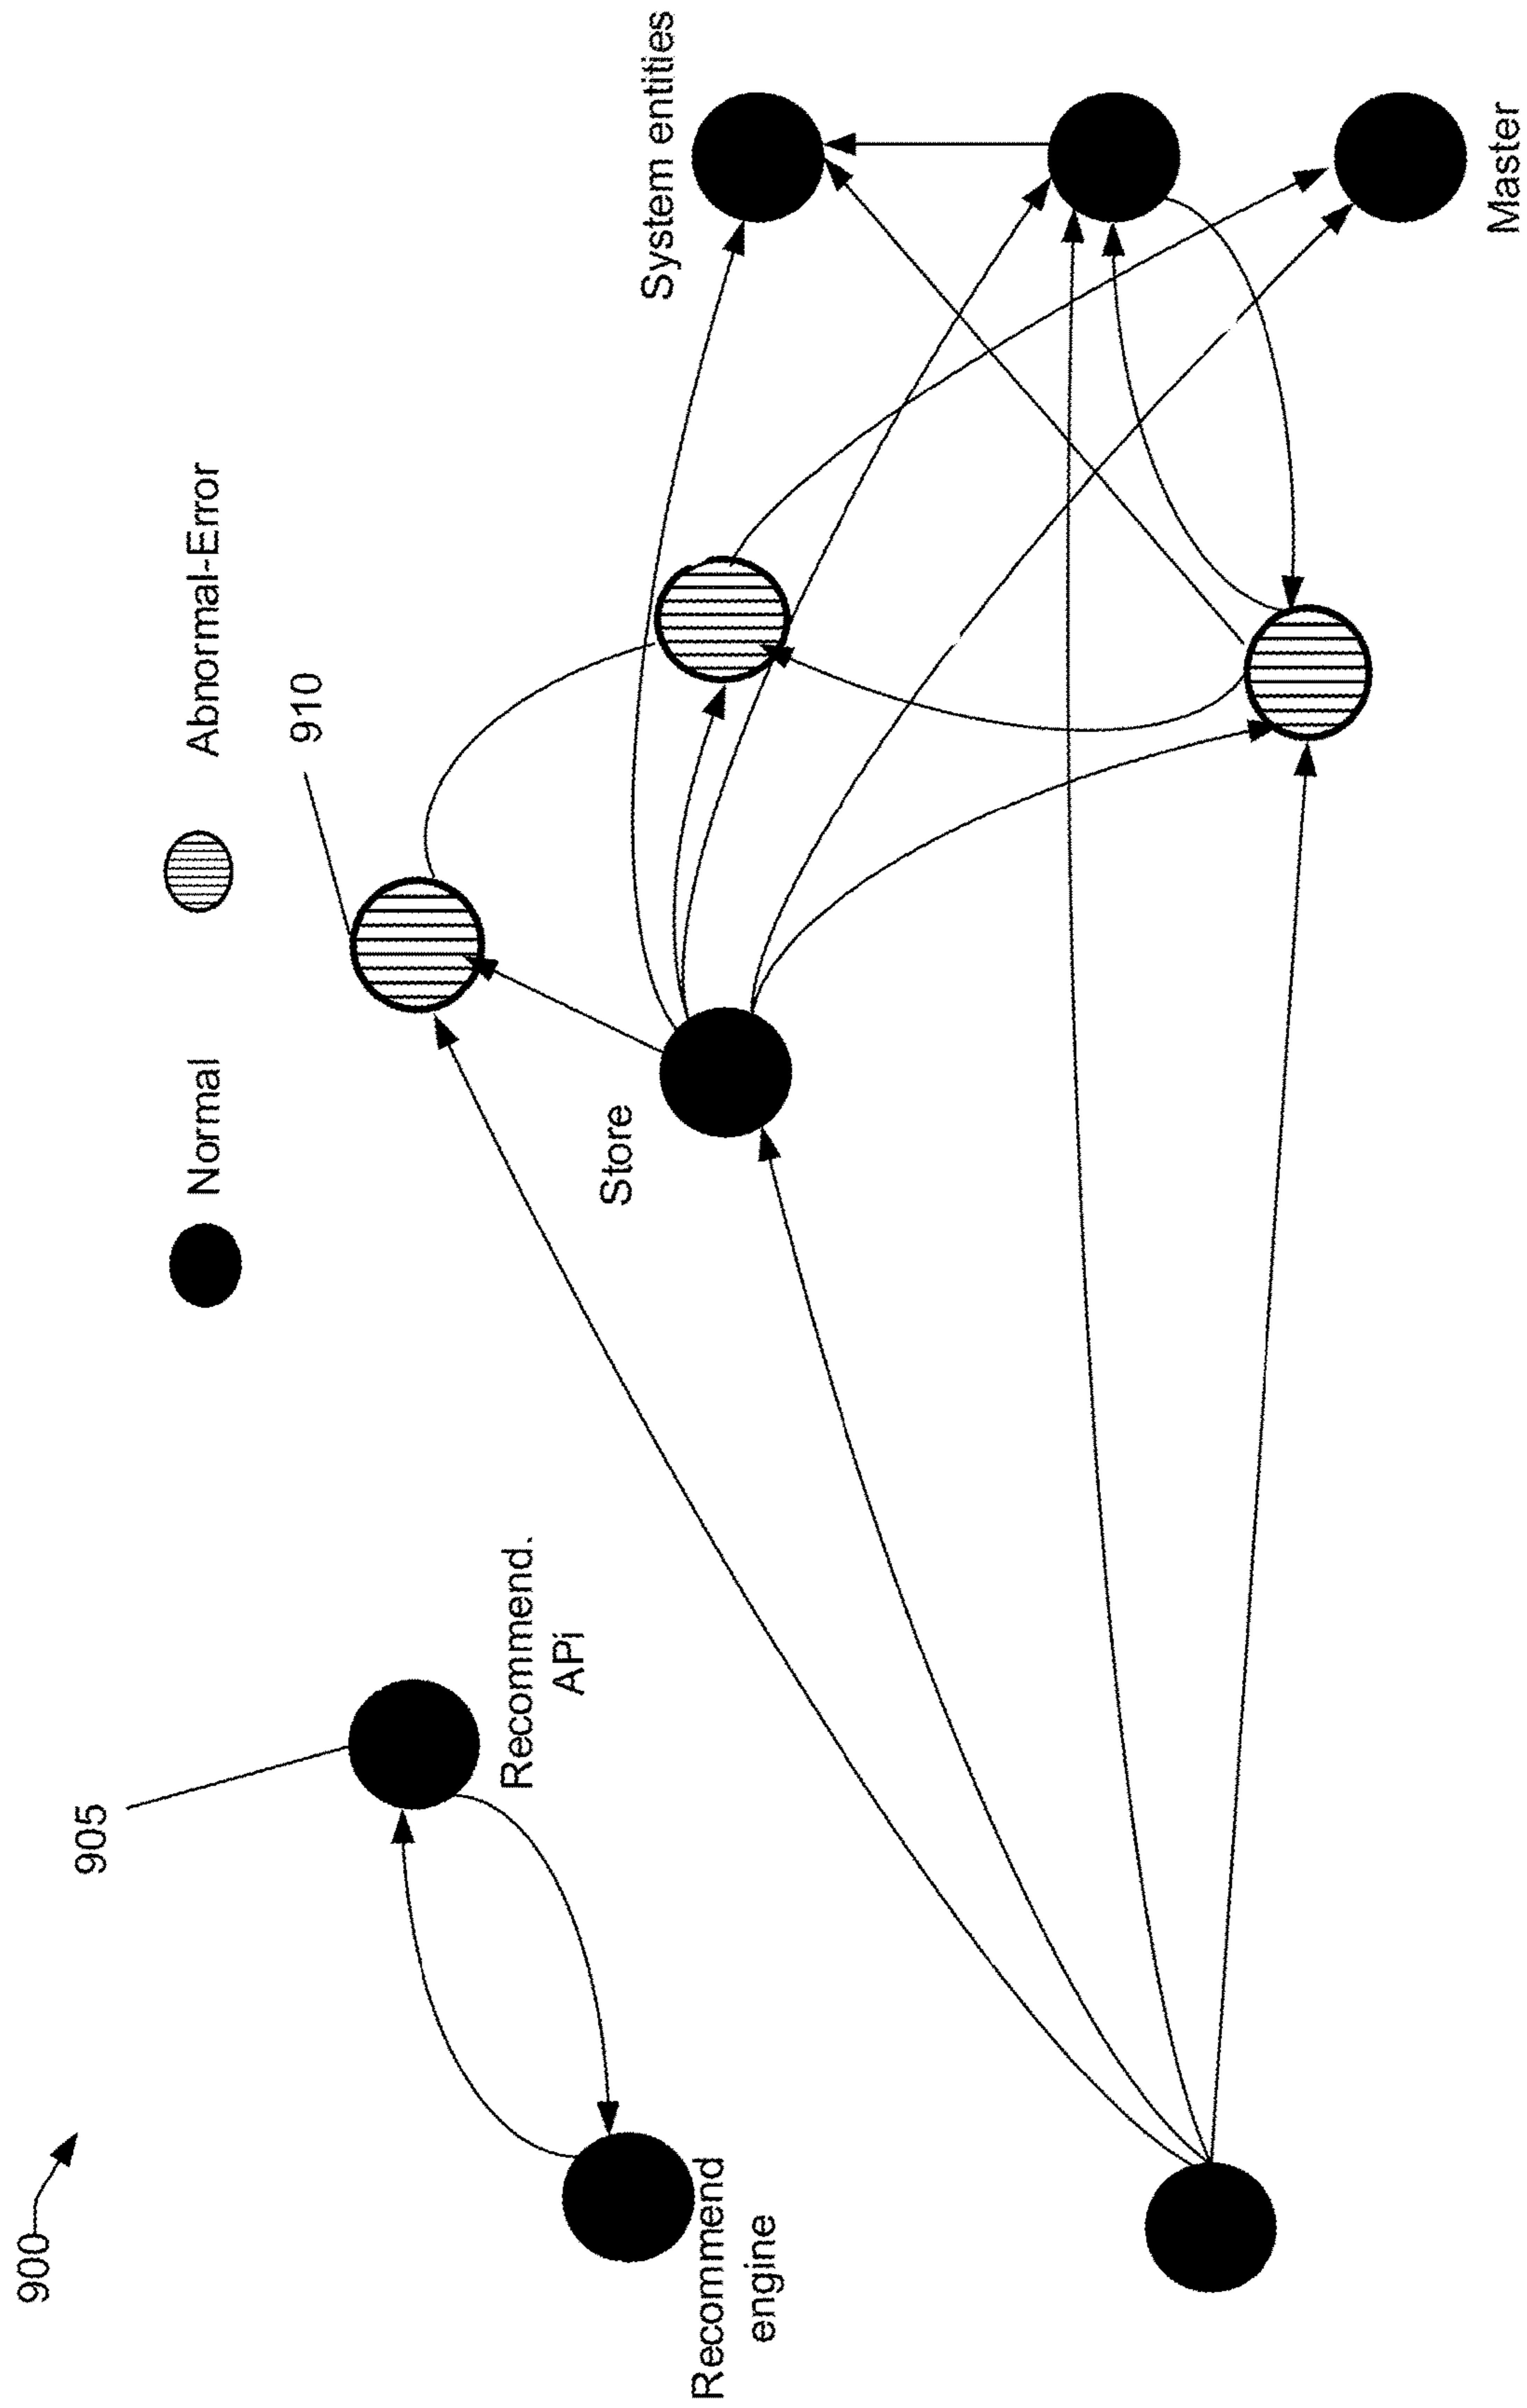 900
905
Normal
Abnormal-Error
910
Recommend.
APi
Recommend
engine
Store
System entities
Master